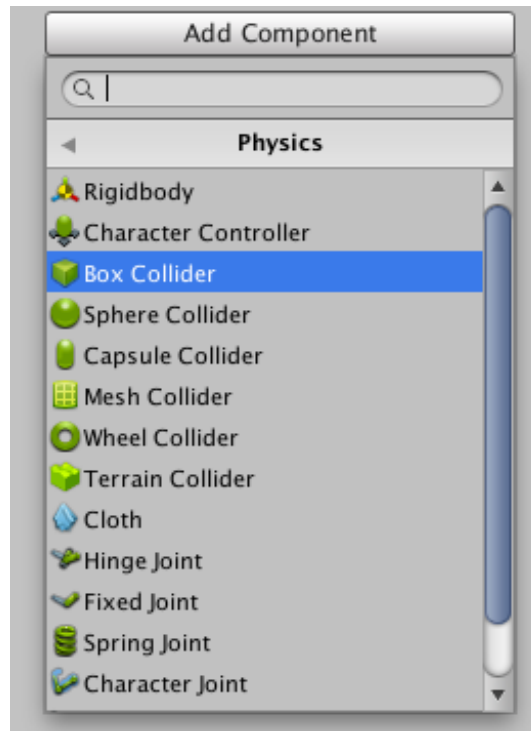 Add Component
Physics
Rigidbody
Character Controller
Box Collider
Sphere Collider
Capsule Collider
Mesh Collider
Wheel Collider
Terrain Collider
Cloth
Hinge Joint
Fixed Joint
Spring Joint
Character Joint